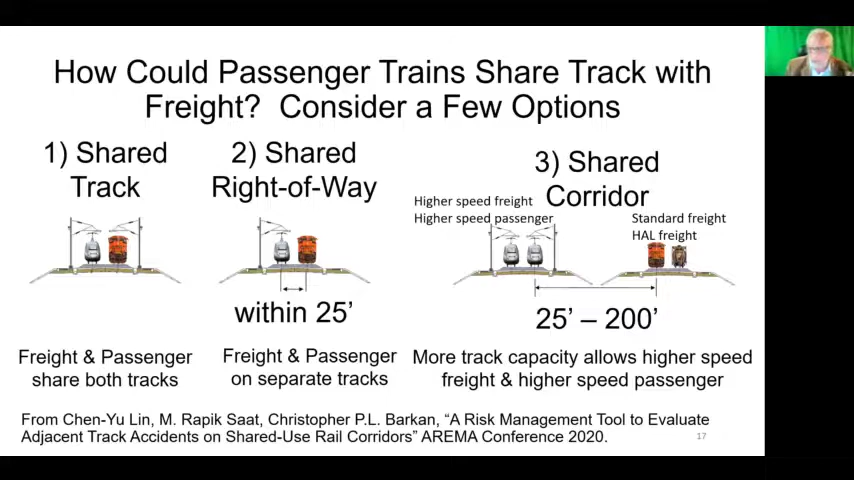 How Could Passenger Trains Share Track with
Freight?  Consider a Few Options
1) Shared
Track
2) Shared
Right-of-Way
3) Shared
Corridor
Higher speed freight
Higher speed passenger
Standard freight
HAL freight
within 25’
25’ – 200’
Freight & Passenger
share both tracks
Freight & Passenger
on separate tracks
More track capacity allows higher speed
freight & higher speed passenger
From Chen-Yu Lin, M. Rapik Saat, Christopher P.L. Barkan, “A Risk Management Tool to Evaluate
Adjacent Track Accidents on Shared-Use Rail Corridors” AREMA Conference 2020.
17